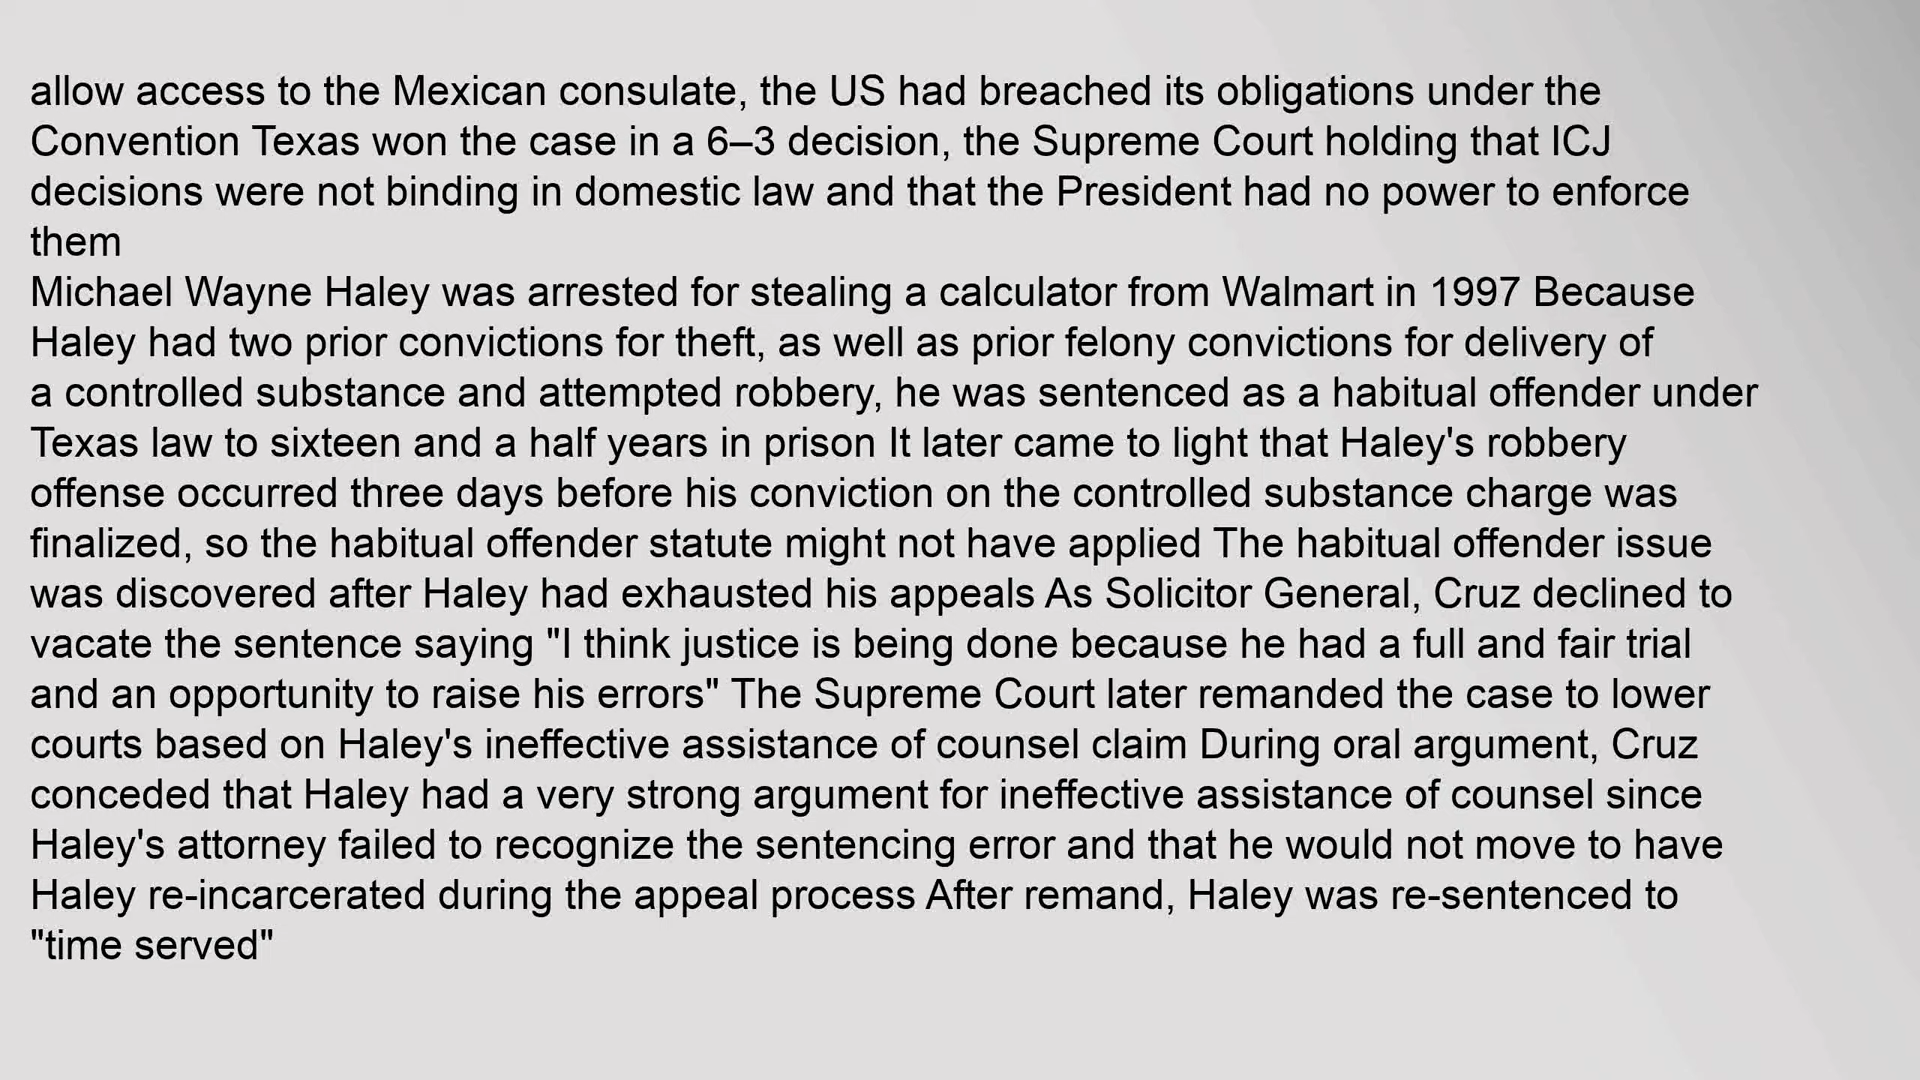 allow access to the Mexican consulate, the US had breached its obligations under the
Convention Texas won the case in a 6–3 decision, the Supreme Court holding that ICJ
decisions were not binding in domestic law and that the President had no power to enforce
them
Michael Wayne Haley was arrested for stealing a calculator from Walmart in 1997 Because
Haley had two prior convictions for theft, as well as prior felony convictions for delivery of
a controlled substance and attempted robbery, he was sentenced as a habitual offender under
Texas law to sixteen and a half years in prison It later came to light that Haley's robbery
offense occurred three days before his conviction on the controlled substance charge was
finalized, so the habitual offender statute might not have applied The habitual offender issue
was discovered after Haley had exhausted his appeals As Solicitor General, Cruz declined to
vacate the sentence saying "I think justice is being done because he had a full and fair trial
and an opportunity to raise his errors" The Supreme Court later remanded the case to lower
courts based on Haley's ineffective assistance of counsel claim During oral argument, Cruz
conceded that Haley had a very strong argument for ineffective assistance of counsel since
Haley's attorney failed to recognize the sentencing error and that he would not move to have
Haley re-incarcerated during the appeal process After remand, Haley was re-sentenced to
"time served"